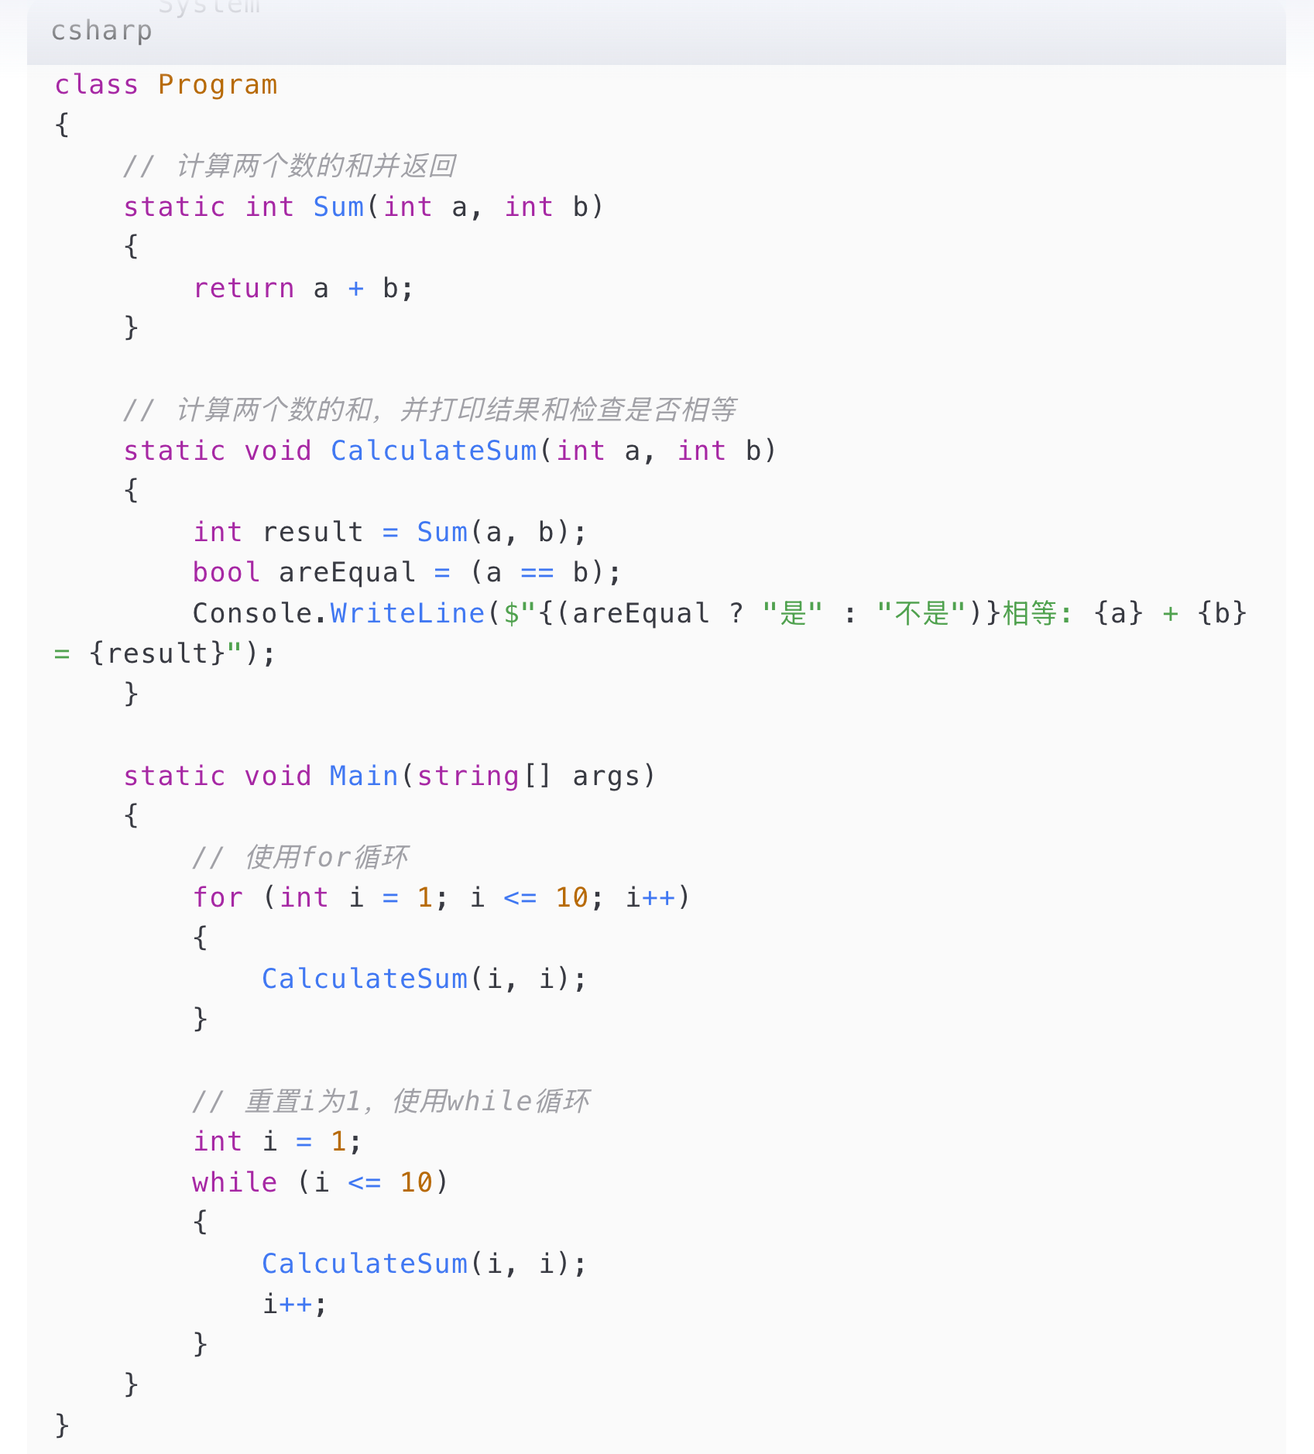 System
csharp
class Program
{
    // 计算两个数的和并返回
    static int Sum(int a, int b)
    {
        return a + b;
    }

    // 计算两个数的和，并打印结果和检查是否相等
    static void CalculateSum(int a, int b)
    {
        int result = Sum(a, b);
        bool areEqual = (a == b);
        Console.WriteLine($"{(areEqual ? "是" : "不是")}相等: {a} + {b}
= {result}");
    }

    static void Main(string[] args)
    {
        // 使用for循环
        for (int i = 1; i <= 10; i++)
        {
            CalculateSum(i, i);
        }

        // 重置i为1，使用while循环
        int i = 1;
        while (i <= 10)
        {
            CalculateSum(i, i);
            i++;
        }
    }
}